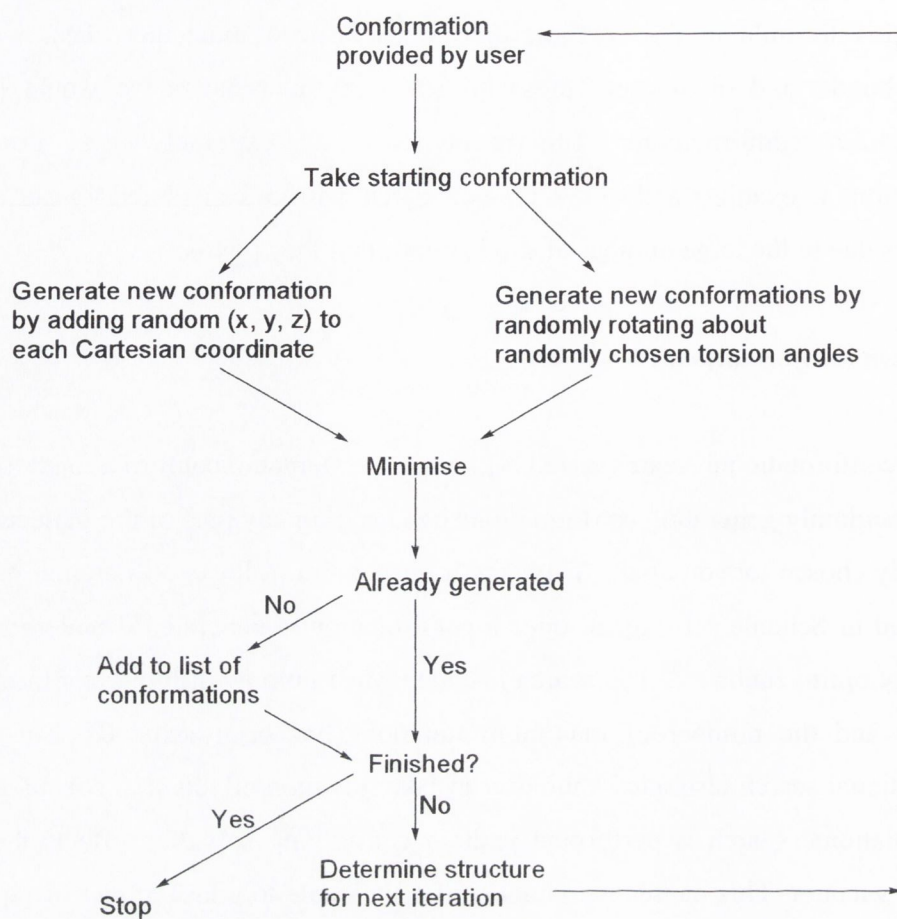 Conformation
provided by user
Take starting conformation
Generate new conformation
by adding random (x, y, z) to
each Cartesian coordinate
Generate new conformations by
randomly rotating about
randomly chosen torsion angles
Minimise
Already generated
No
Yes
Add to list of
conformations
Finished?
Yes
No
Determine structure
for next iteration
Stop